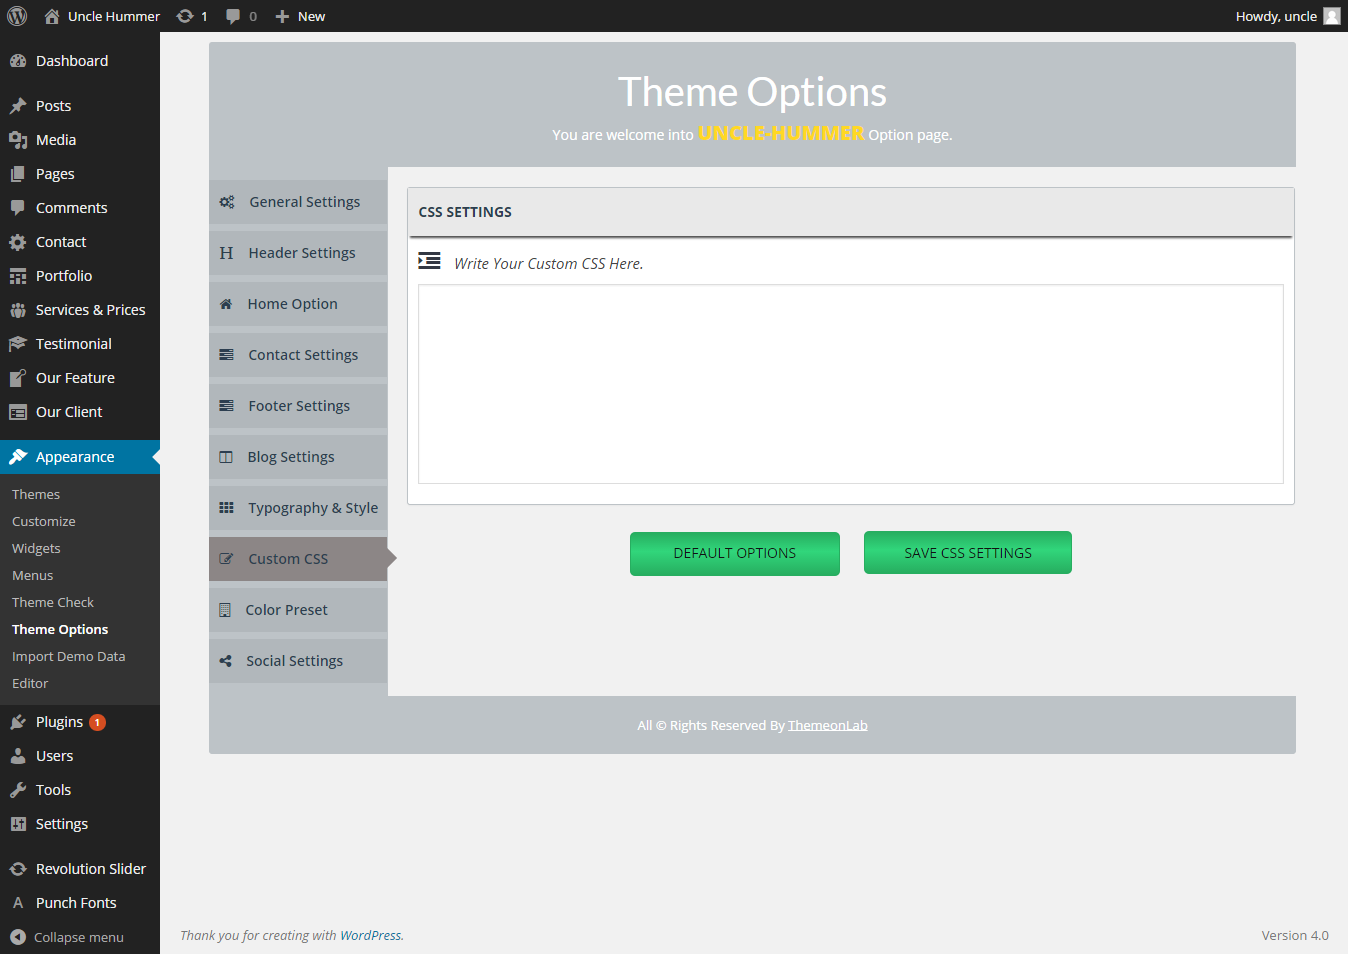 Uncle Hummer 1 0 New Howdy, uncle
Dashboard
Posts
Media
Pages
Comments
Contact
Portfolio
Services & Prices
Testimonial
Our Feature
Our Client
Appearance
Themes
Customize
Widgets
Menus
Theme Check
Theme Options
Import Demo Data
Editor
Plugins 1
Users
Tools
Settings
Revolution Slider
A Punch Fonts
Collapse menu
Theme Options
You are welcome into UNCLE-HUMMER Option page.
General Settings
H Header Settings
Home Option
Contact Settings
Footer Settings
Blog Settings
Typography & Style
Custom CSS
Color Preset
Social Settings
CSS SETTINGS
Write Your Custom CSS Here.
DEFAULT OPTIONS
SAVE CSS SETTINGS
All © Rights Reserved By ThemeonLab
Thank you for creating with WordPress.
Version 4.0